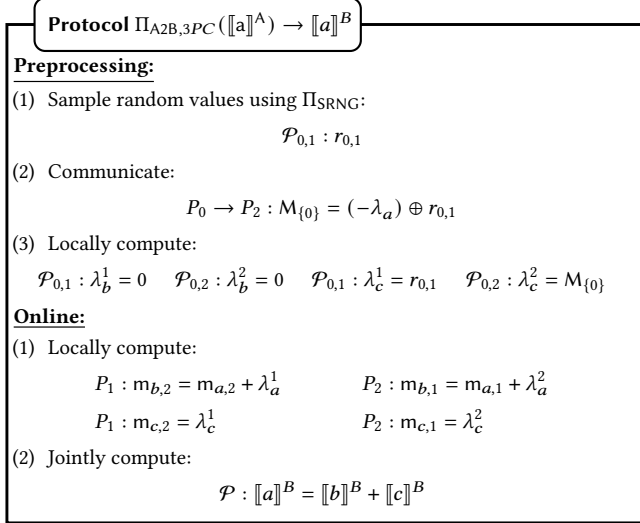 Protocol Π_{A2B,3PC}(⟦a⟧^A) → ⟦a⟧^B
Preprocessing:
(1) Sample random values using Π_{SRNG}:
𝒫_{0,1} : r_{0,1}
(2) Communicate:
P_0 → P_2 : M_{{0}} = (−λ_a) ⊕ r_{0,1}
(3) Locally compute:
𝒫_{0,1} : λ_b^1 = 0 𝒫_{0,2} : λ_b^2 = 0 𝒫_{0,1} : λ_c^1 = r_{0,1} 𝒫_{0,2} : λ_c^2 = M_{{0}}
Online:
(1) Locally compute:
P_1 : m_{b,2} = m_{a,2} + λ_a^1 P_2 : m_{b,1} = m_{a,1} + λ_a^2
P_1 : m_{c,2} = λ_c^1 P_2 : m_{c,1} = λ_c^2
(2) Jointly compute:
𝒫 : ⟦a⟧^B = ⟦b⟧^B + ⟦c⟧^B